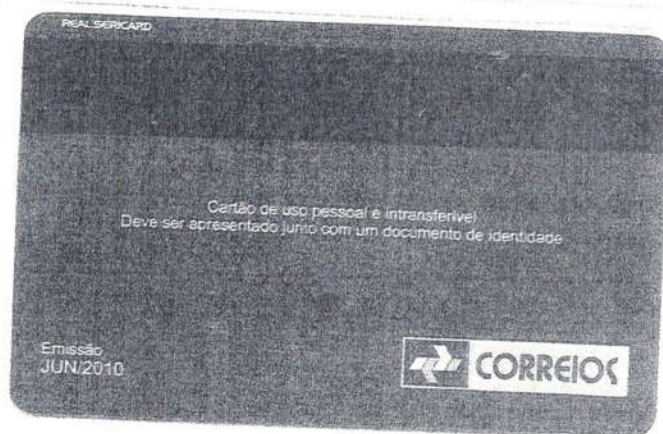 REAL SERICARD
Cartão de uso pessoal e intransferível
Deve ser apresentado junto com um documento de identidade
Emissão
JUN/2010
CORREIOS